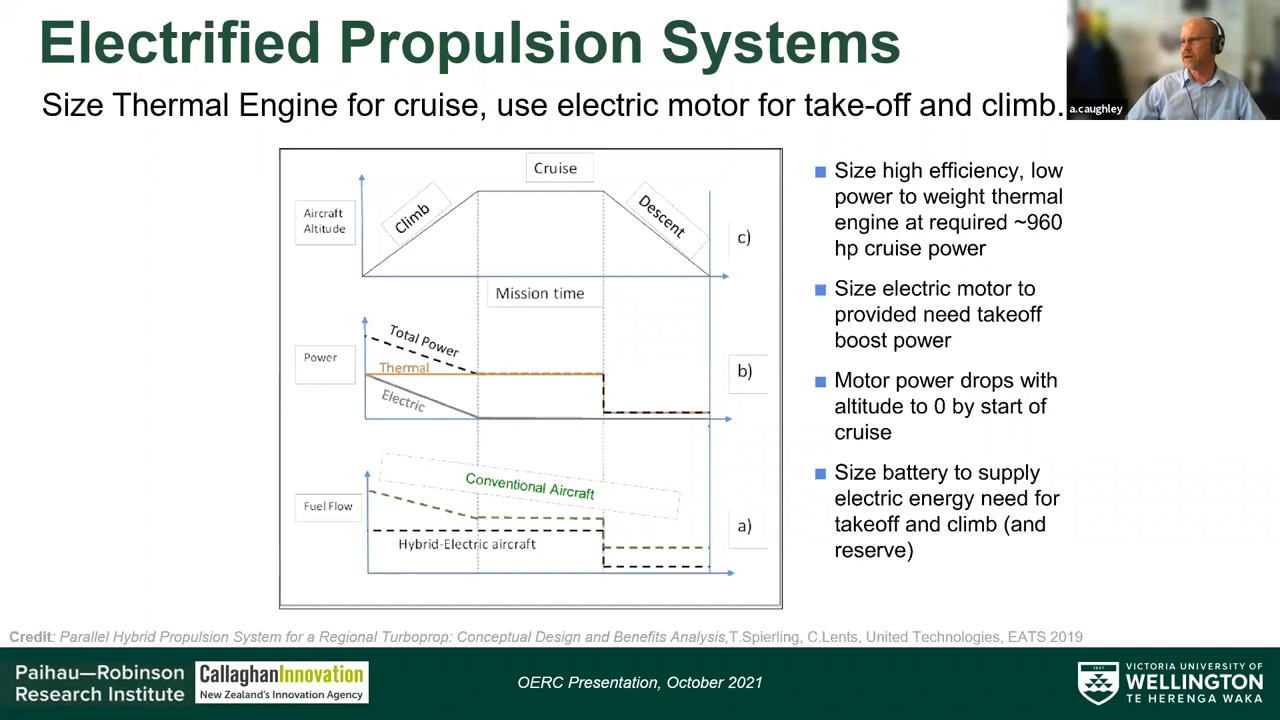 Electrified Propulsion Systems
Size Thermal Engine for cruise, use electric motor for take-off and climb.
a.caughley
Cruise
Aircraft
Altitude
Climb
Descent
c)
Mission time
Total Power
Power
Thermal
Electric
b)
Conventional Aircraft
Fuel Flow
Hybrid-Electric aircraft
a)
Size high efficiency, low
power to weight thermal
engine at required ~960
hp cruise power
Size electric motor to
provided need takeoff
boost power
Motor power drops with
altitude to 0 by start of
cruise
Size battery to supply
electric energy need for
takeoff and climb (and
reserve)
Credit: Parallel Hybrid Propulsion System for a Regional Turboprop: Conceptual Design and Benefits Analysis,T.Spierling, C.Lents, United Technologies, EATS 2019
Paihau—Robinson
Research Institute
CallaghanInnovation
New Zealand's Innovation Agency
OERC Presentation, October 2021
1897
VICTORIA UNIVERSITY OF
WELLINGTON
TE HERENGA WAKA